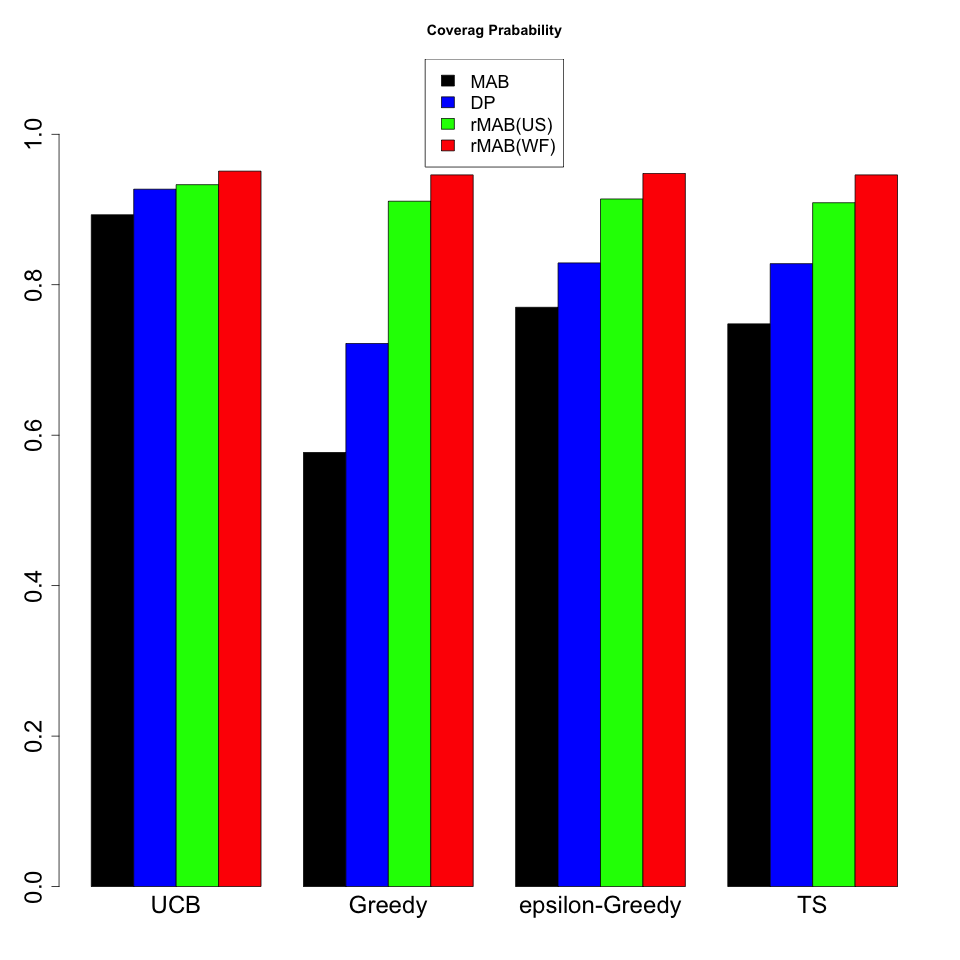 Coverag Prabability
MAB
DP
rMAB(US)
rMAB(WF)
1.0
0.8
0.6
0.4
0.2
0.0
UCB
Greedy
epsilon-Greedy
TS